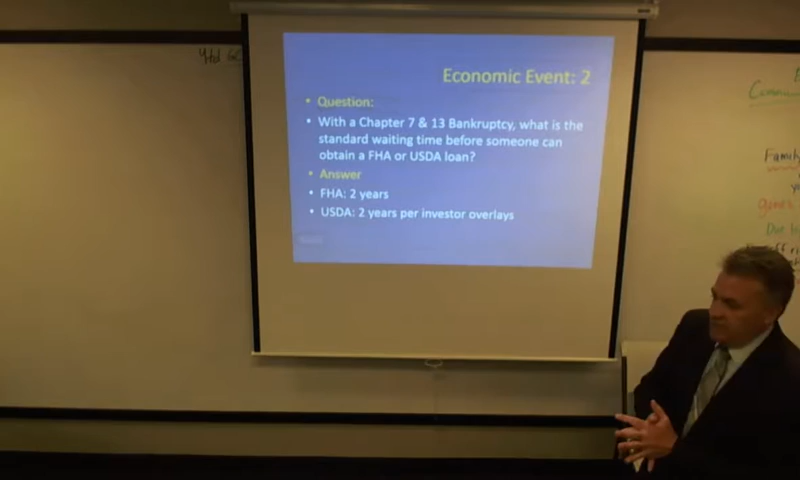 Economic Event: 2
• Question:
• With a Chapter 7 & 13 Bankruptcy, what is the
standard waiting time before someone can
obtain a FHA or USDA loan?
• Answer
• FHA: 2 years
• USDA: 2 years per investor overlays
Family